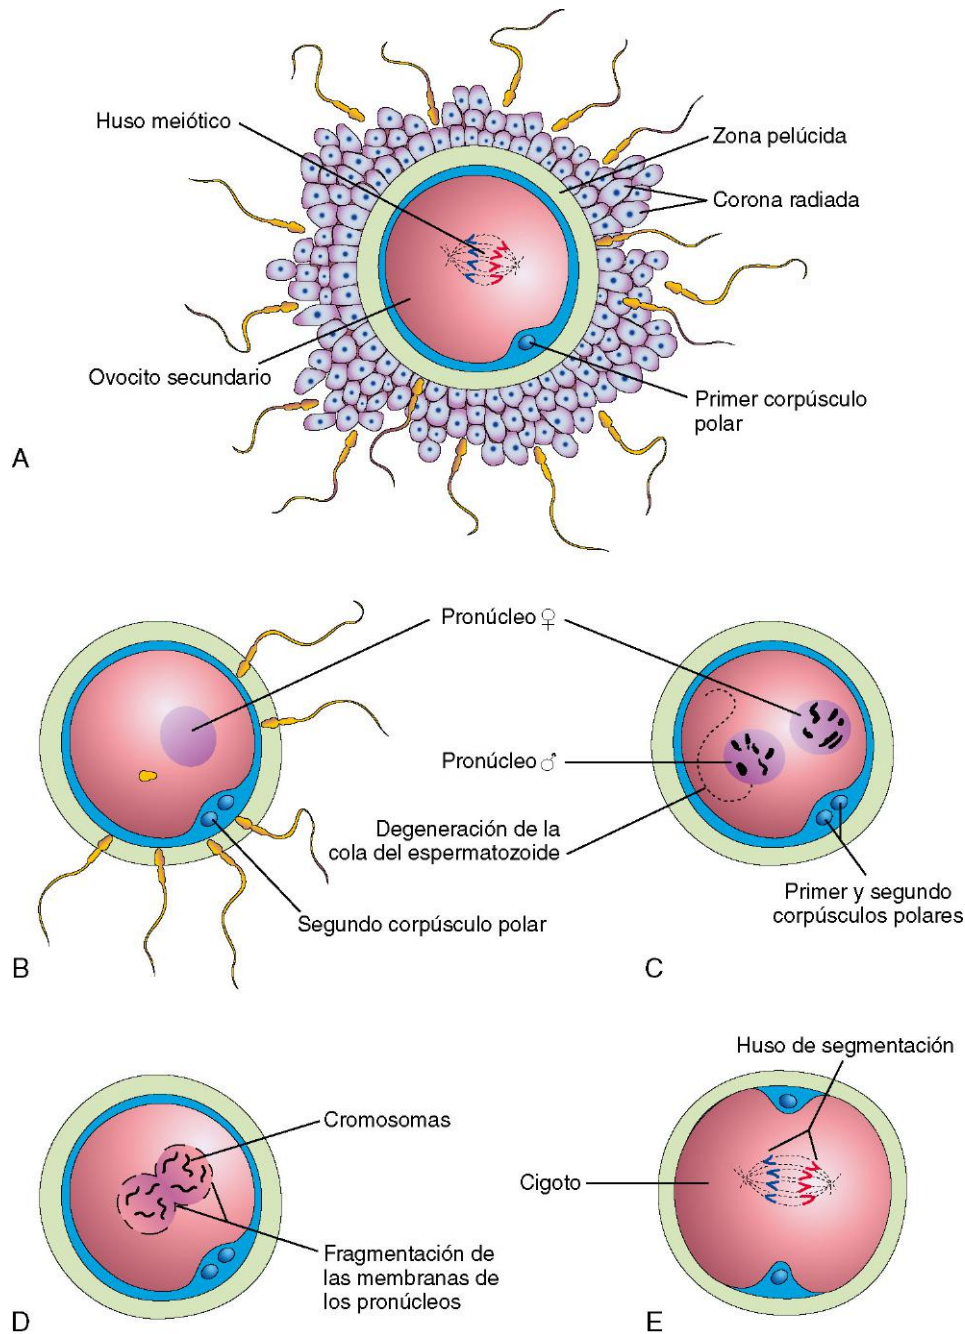 Huso meiótico
Zona pelúcida
Corona radiada
Ovocito secundario
Primer corpúsculo
polar
A
Pronúcleo ♀
Pronúcleo ♂
Degeneración de la
cola del espermatozoide
Segundo corpúsculo polar
Primer y segundo
corpúsculos polares
B
C
Huso de segmentación
Cromosomas
Cigoto
Fragmentación de
las membranas de
los pronúcleos
D
E